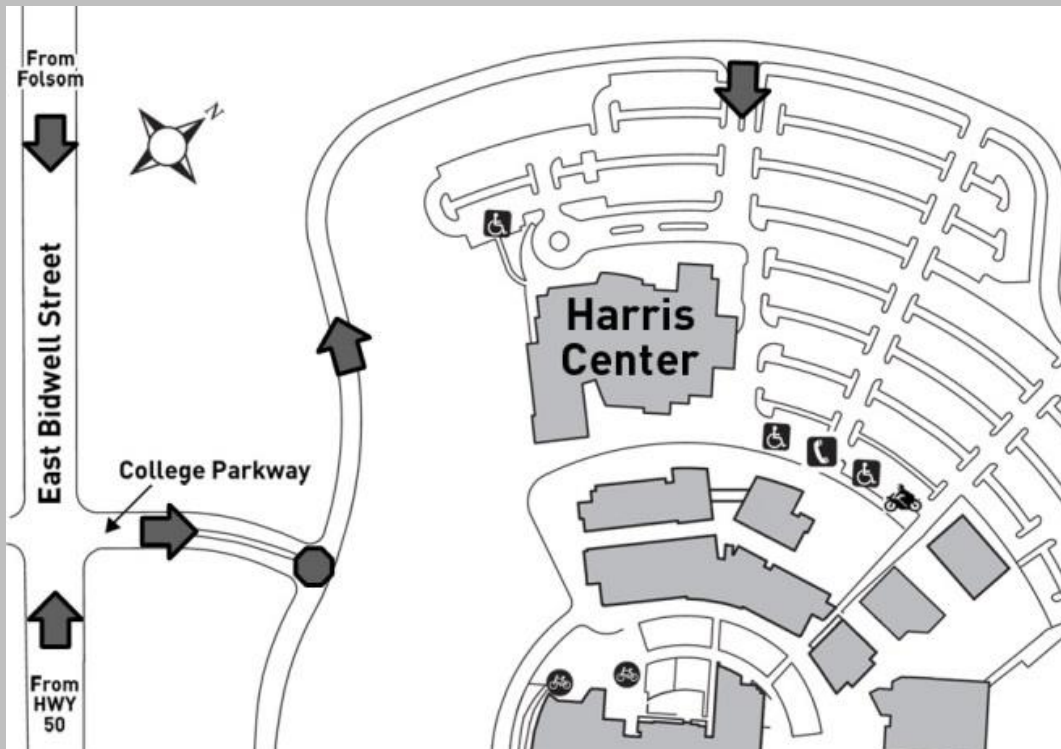 From
Folsom
N
East Bidwell Street
Harris
Center
College Parkway
From
HWY
50